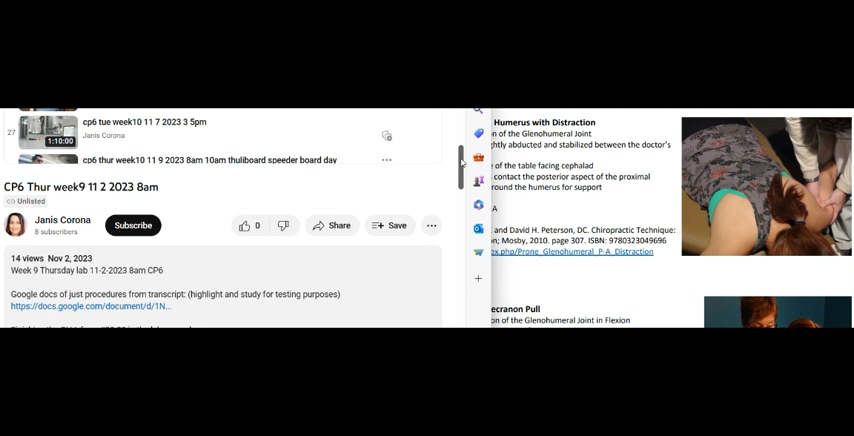 27
cp6 tue week10 11 7 2023 3 5pm
Janis Corona
1:10:00
cp6 thur week10 11 9 2023 8am 10am thuliboard speeder board day
CP6 Thur week9 11 2 2023 8am
Unlisted
Janis Corona
8 subscribers
Subscribe
0
Share
Save
14 views Nov 2, 2023
Week 9 Thursday lab 11-2-2023 8am CP6
Google docs of just procedures from transcript: (highlight and study for testing purposes)
https://docs.google.com/document/d/1N...
Humerus with Distraction
on of the Glenohumeral Joint
ghtly abducted and stabilized between the doctor's
e of the table facing cephalad
contact the posterior aspect of the proximal
round the humerus for support
A
and David H. Peterson, DC. Chiropractic Technique:
n; Mosby, 2010. page 307. ISBN: 9780323049696
ex.php/Prone_Glenohumeral_P-A_Distraction
ecranon Pull
on of the Glenohumeral Joint in Flexion